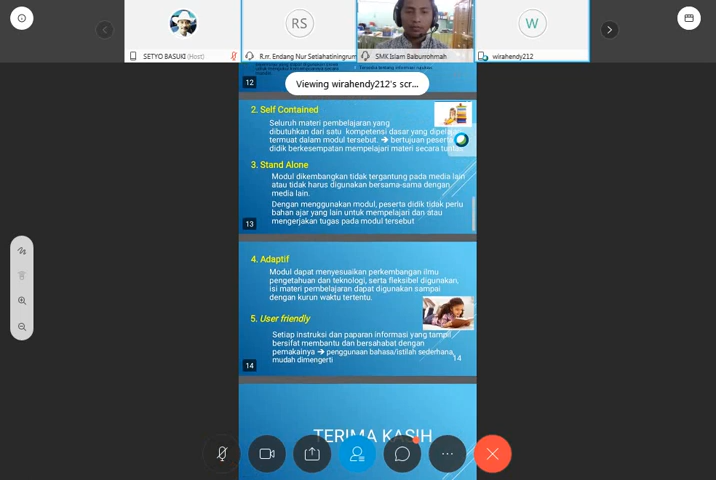 RS
W
SETYO BASUKI (Host)
R.rr. Endang Nur Setiahatiningrum
SMK Islam Baiburrohmah
wirahendy212
12
Viewing wirahendy212's scr...
2. Self Contained
Seluruh materi pembelajaran yang
dibutuhkan dari satu kompetensi dasar yang dipelaja
termuat dalam modul tersebut. → bertujuan peserta
didik berkesempatan mempelajari materi secara tuntas
3. Stand Alone
Modul dikembangkan tidak tergantung pada media lain
atau tidak harus digunakan bersama-sama dengan
media lain.
Dengan menggunakan modul, peserta didik tidak perlu
bahan ajar yang lain untuk mempelajari dan atau
mengerjakan tugas pada modul tersebut
13
4. Adaptif
Modul dapat menyesuaikan perkembangan ilmu
pengetahuan dan teknologi, serta fleksibel digunakan,
isi materi pembelajaran dapat digunakan sampai
dengan kurun waktu tertentu.
5. User friendly
Setiap instruksi dan paparan informasi yang tampil
bersifat membantu dan bersahabat dengan
pemakainya → penggunaan bahasa/istilah sederhana,
mudah dimengerti
14
14
TERIMA KASIH